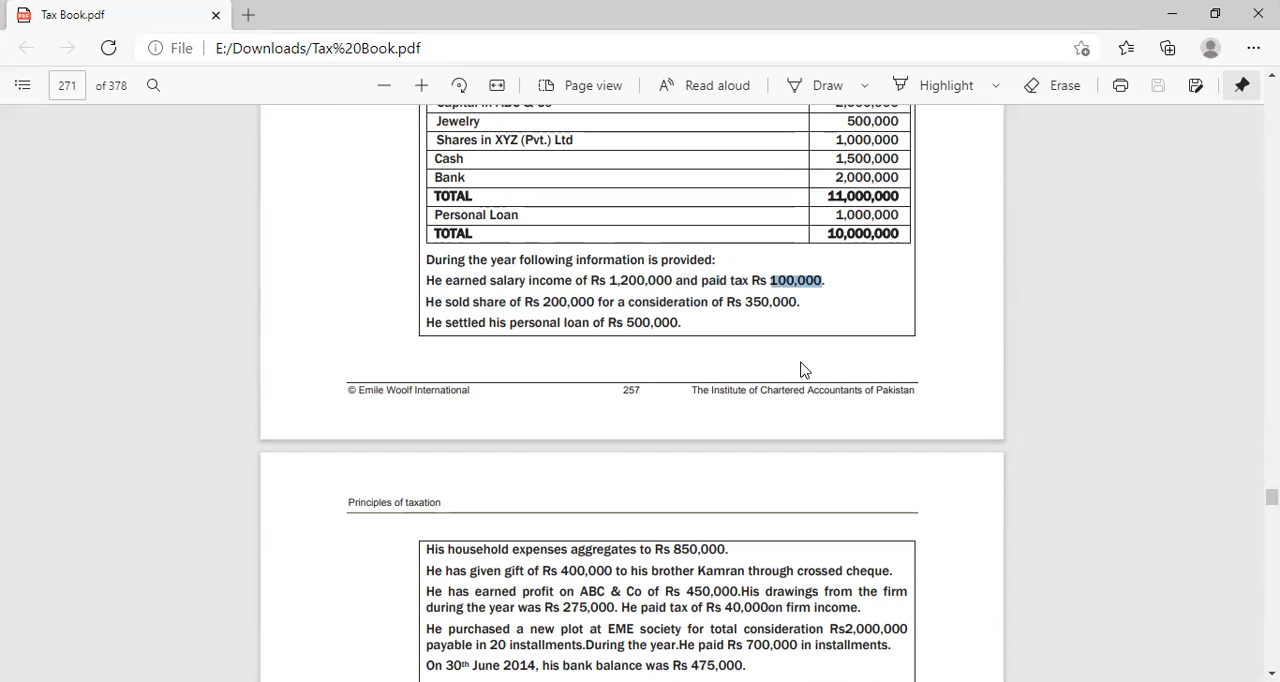 Tax Book.pdf
File E:/Downloads/Tax%20Book.pdf
271 of 378 Page view Read aloud Draw Highlight Erase
Capital in ABC & Co 2,000,000
Jewelry 500,000
Shares in XYZ (Pvt.) Ltd 1,000,000
Cash 1,500,000
Bank 2,000,000
TOTAL 11,000,000
Personal Loan 1,000,000
TOTAL 10,000,000
During the year following information is provided:
He earned salary income of Rs 1,200,000 and paid tax Rs 100,000.
He sold share of Rs 200,000 for a consideration of Rs 350,000.
He settled his personal loan of Rs 500,000.
© Emile Woolf International 257 The Institute of Chartered Accountants of Pakistan
Principles of taxation
His household expenses aggregates to Rs 850,000.
He has given gift of Rs 400,000 to his brother Kamran through crossed cheque.
He has earned profit on ABC & Co of Rs 450,000.His drawings from the firm
during the year was Rs 275,000. He paid tax of Rs 40,000on firm income.
He purchased a new plot at EME society for total consideration Rs2,000,000
payable in 20 installments.During the year.He paid Rs 700,000 in installments.
On 30th June 2014, his bank balance was Rs 475,000.